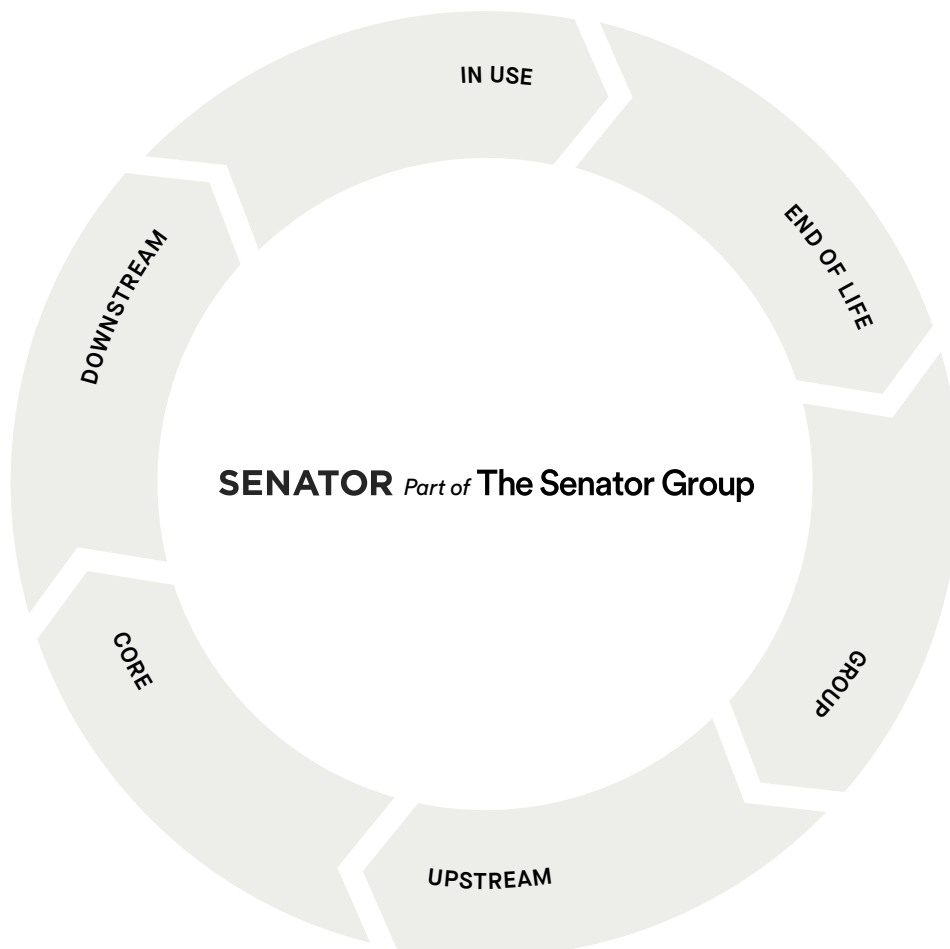 IN USE
END OF LIFE
DOWNSTREAM
SENATOR Part of The Senator Group
CORE
GROUP
UPSTREAM